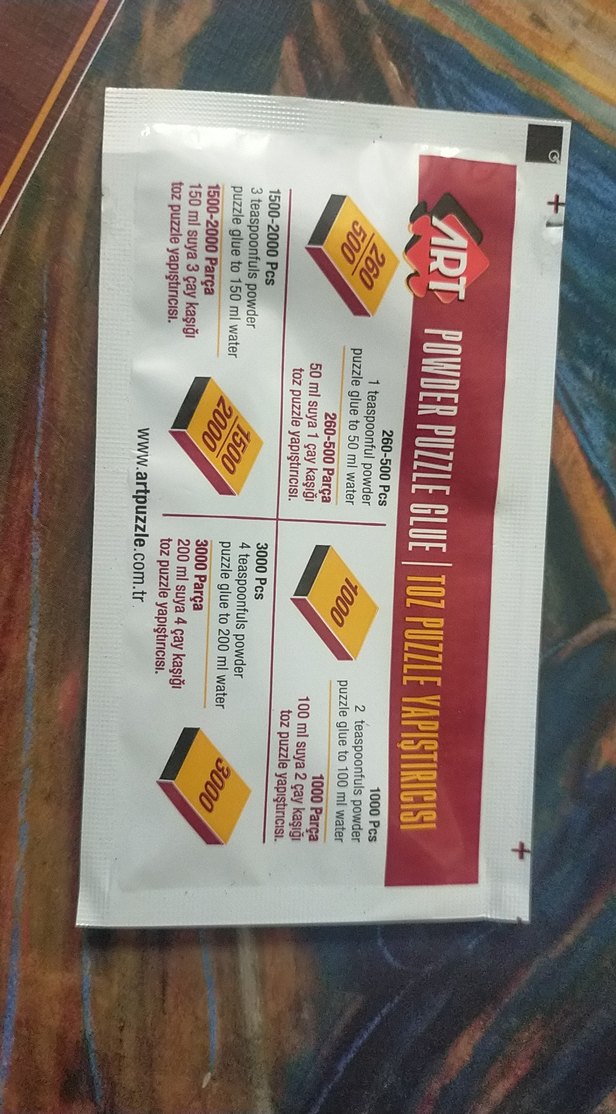 ART POWDER PUZZLE GLUE | TOZ PUZZLE YAPIŞTIRICISI
260
500
260-500 Pcs
1 teaspoonful powder
puzzle glue to 50 ml water
260-500 Parça
50 ml suya 1 çay kaşığı
toz puzzle yapıştırıcısı.
1000
1000 Pcs
2 teaspoonfuls powder
puzzle glue to 100 ml water
1000 Parça
100 ml suya 2 çay kaşığı
toz puzzle yapıştırıcısı.
1500-2000 Pcs
3 teaspoonfuls powder
puzzle glue to 150 ml water
1500-2000 Parça
150 ml suya 3 çay kaşığı
toz puzzle yapıştırıcısı.
1500
2000
3000 Pcs
4 teaspoonfuls powder
puzzle glue to 200 ml water
3000 Parça
200 ml suya 4 çay kaşığı
toz puzzle yapıştırıcısı.
3000
www.artpuzzle.com.tr